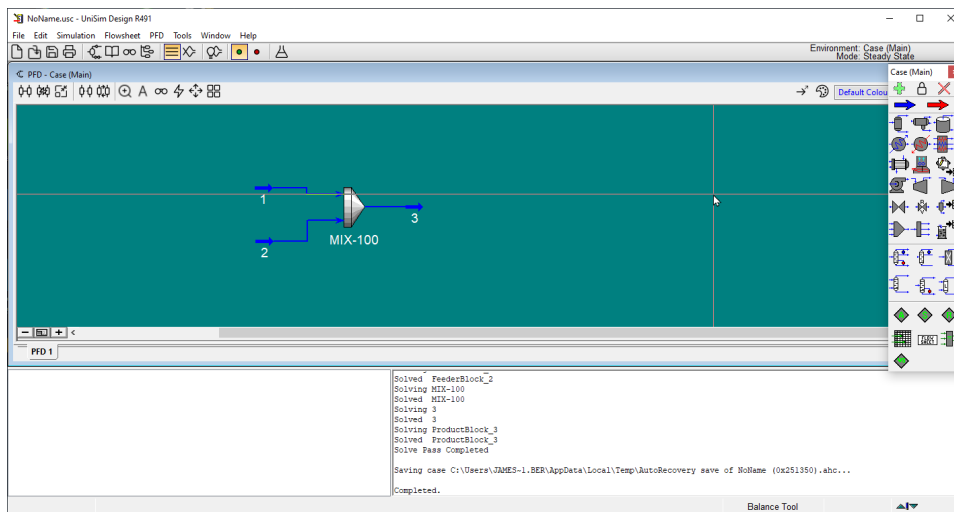 NoName.usc - UniSim Design R491
File Edit Simulation Flowsheet PFD Tools Window Help
Environment: Case (Main)
Mode: Steady State
PFD - Case (Main)
Case (Main)
A
Default Colou
1
2
3
MIX-100
PFD 1
Solved FeederBlock_2
Solving MIX-100
Solved MIX-100
Solving 3
Solved 3
Solving ProductBlock_3
Solved ProductBlock_3
Solve Pass Completed
Saving case C:\Users\JAMES~1.BER\AppData\Local\Temp\AutoRecovery save of NoName (0x251350).ahc...
Completed.
Balance Tool